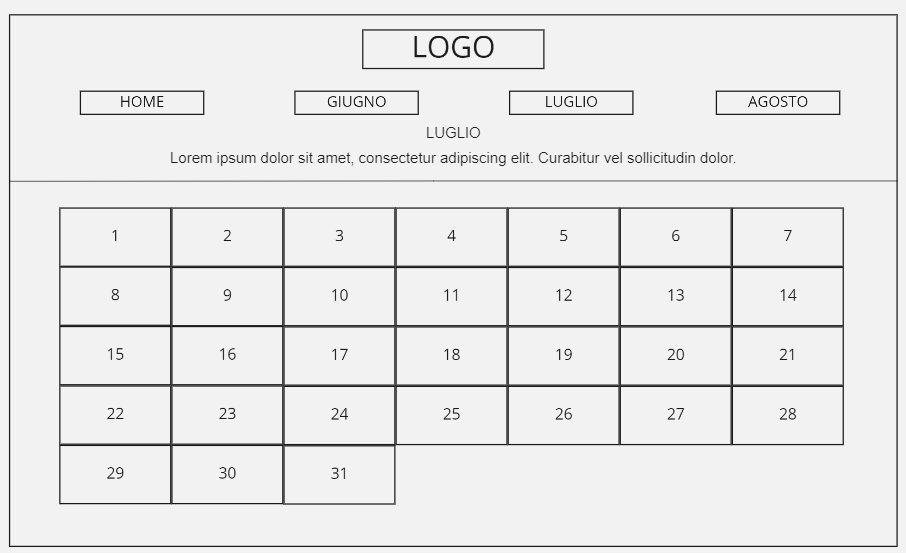 LOGO
HOME GIUGNO LUGLIO AGOSTO
LUGLIO
Lorem ipsum dolor sit amet, consectetur adipiscing elit. Curabitur vel sollicitudin dolor.
1 2 3 4 5 6 7
8 9 10 11 12 13 14
15 16 17 18 19 20 21
22 23 24 25 26 27 28
29 30 31